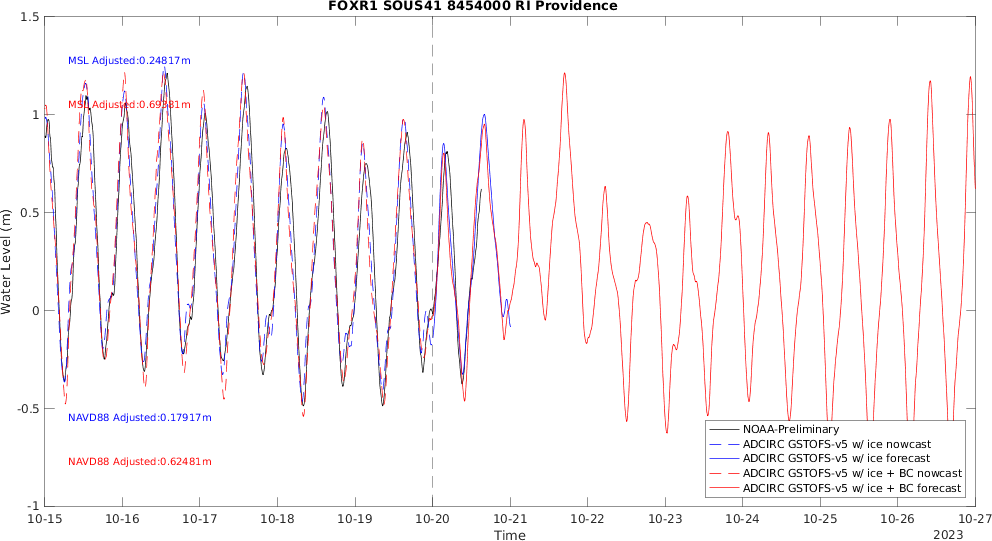 FOXR1 SOUS41 8454000 RI Providence
1.5
1
0.5
0
-0.5
-1
Water Level (m)
MSL Adjusted:0.24817m
MSL Adjusted:0.69381m
NAVD88 Adjusted:0.17917m
NAVD88 Adjusted:0.62481m
NOAA-Preliminary
ADCIRC GSTOFS-v5 w/ ice nowcast
ADCIRC GSTOFS-v5 w/ ice forecast
ADCIRC GSTOFS-v5 w/ ice + BC nowcast
ADCIRC GSTOFS-v5 w/ ice + BC forecast
10-15 10-16 10-17 10-18 10-19 10-20 10-21 10-22 10-23 10-24 10-25 10-26 10-27
Time
2023